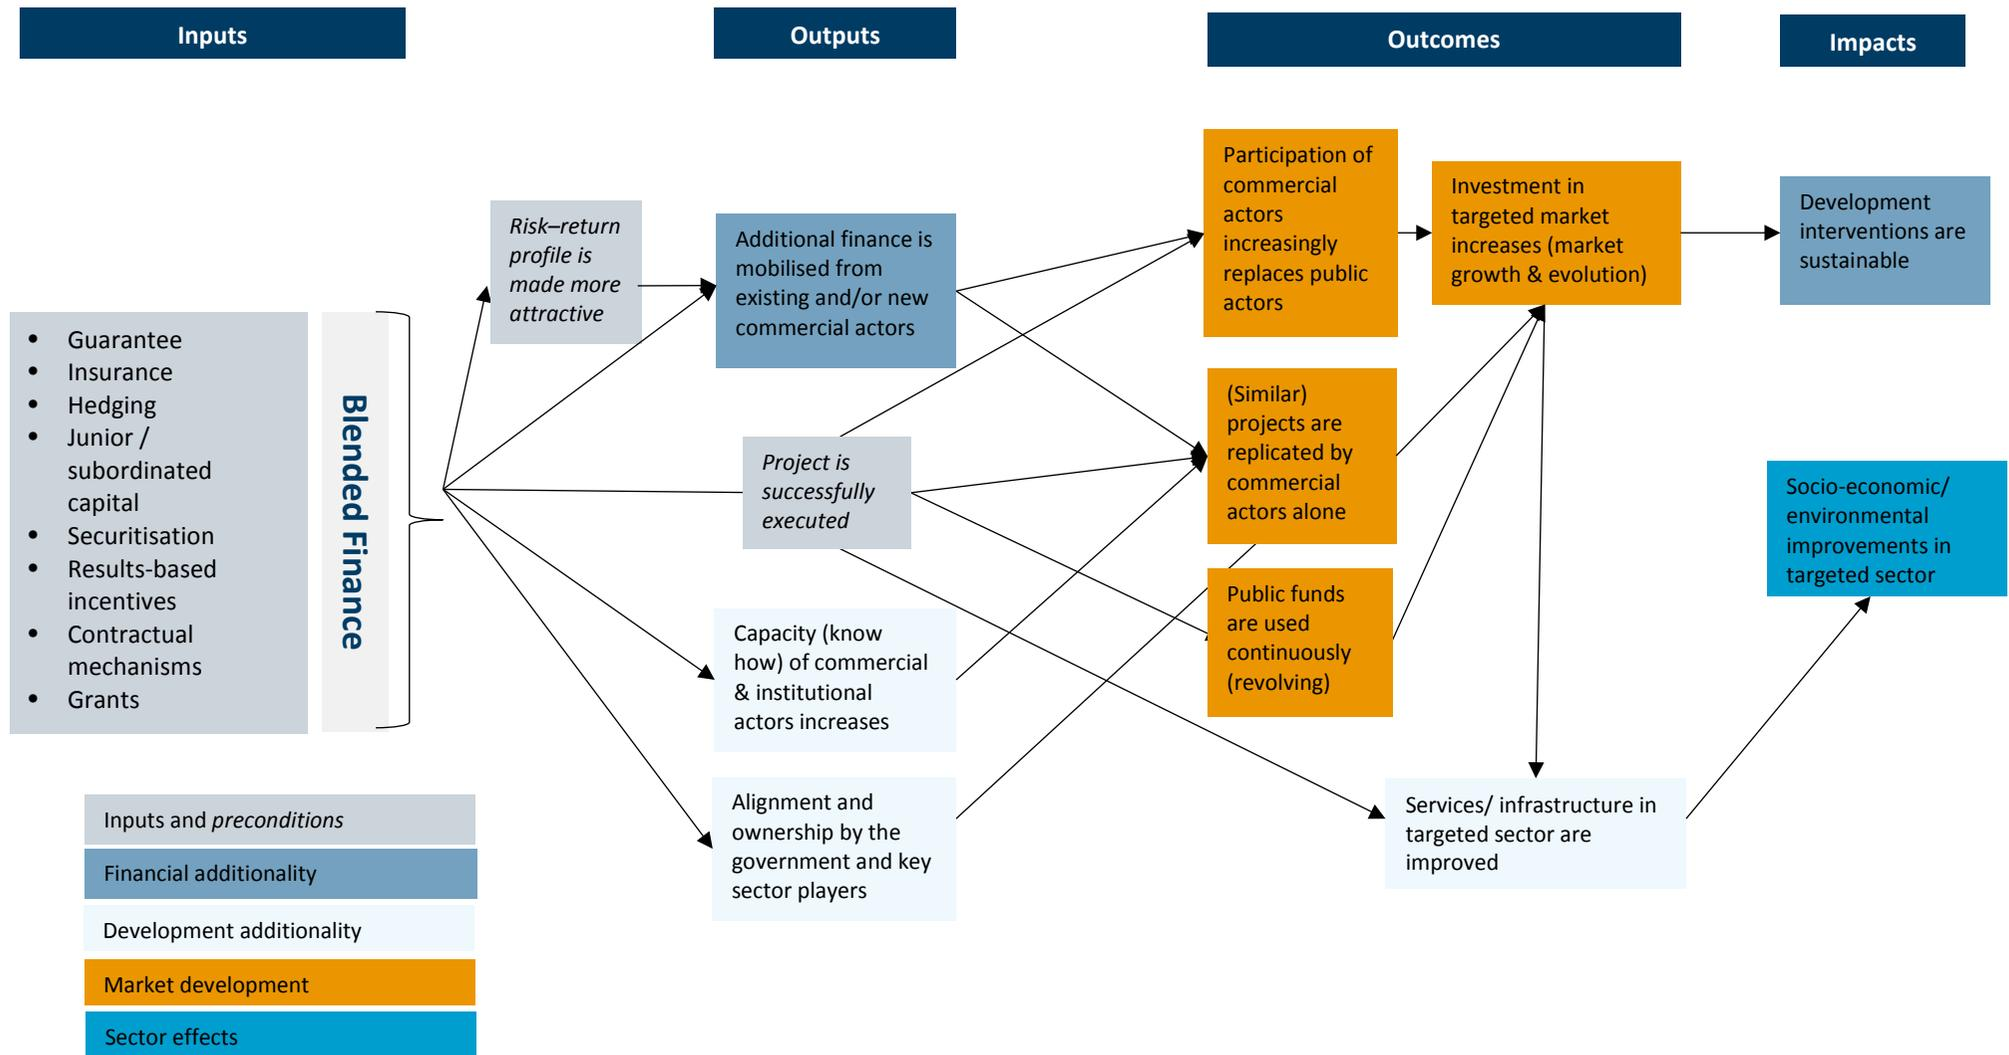 Inputs
Outputs
Outcomes
Impacts
• Guarantee
• Insurance
• Hedging
• Junior /
subordinated
capital
• Securitisation
• Results-based
incentives
• Contractual
mechanisms
• Grants
Blended Finance
Risk–return
profile is
made more
attractive
Additional finance is
mobilised from
existing and/or new
commercial actors
Project is
successfully
executed
Capacity (know
how) of commercial
& institutional
actors increases
Alignment and
ownership by the
government and key
sector players
Participation of
commercial
actors
increasingly
replaces public
actors
(Similar)
projects are
replicated by
commercial
actors alone
Public funds
are used
continuously
(revolving)
Investment in
targeted market
increases (market
growth & evolution)
Services/ infrastructure in
targeted sector are
improved
Development
interventions are
sustainable
Socio-economic/
environmental
improvements in
targeted sector
Inputs and preconditions
Financial additionality
Development additionality
Market development
Sector effects